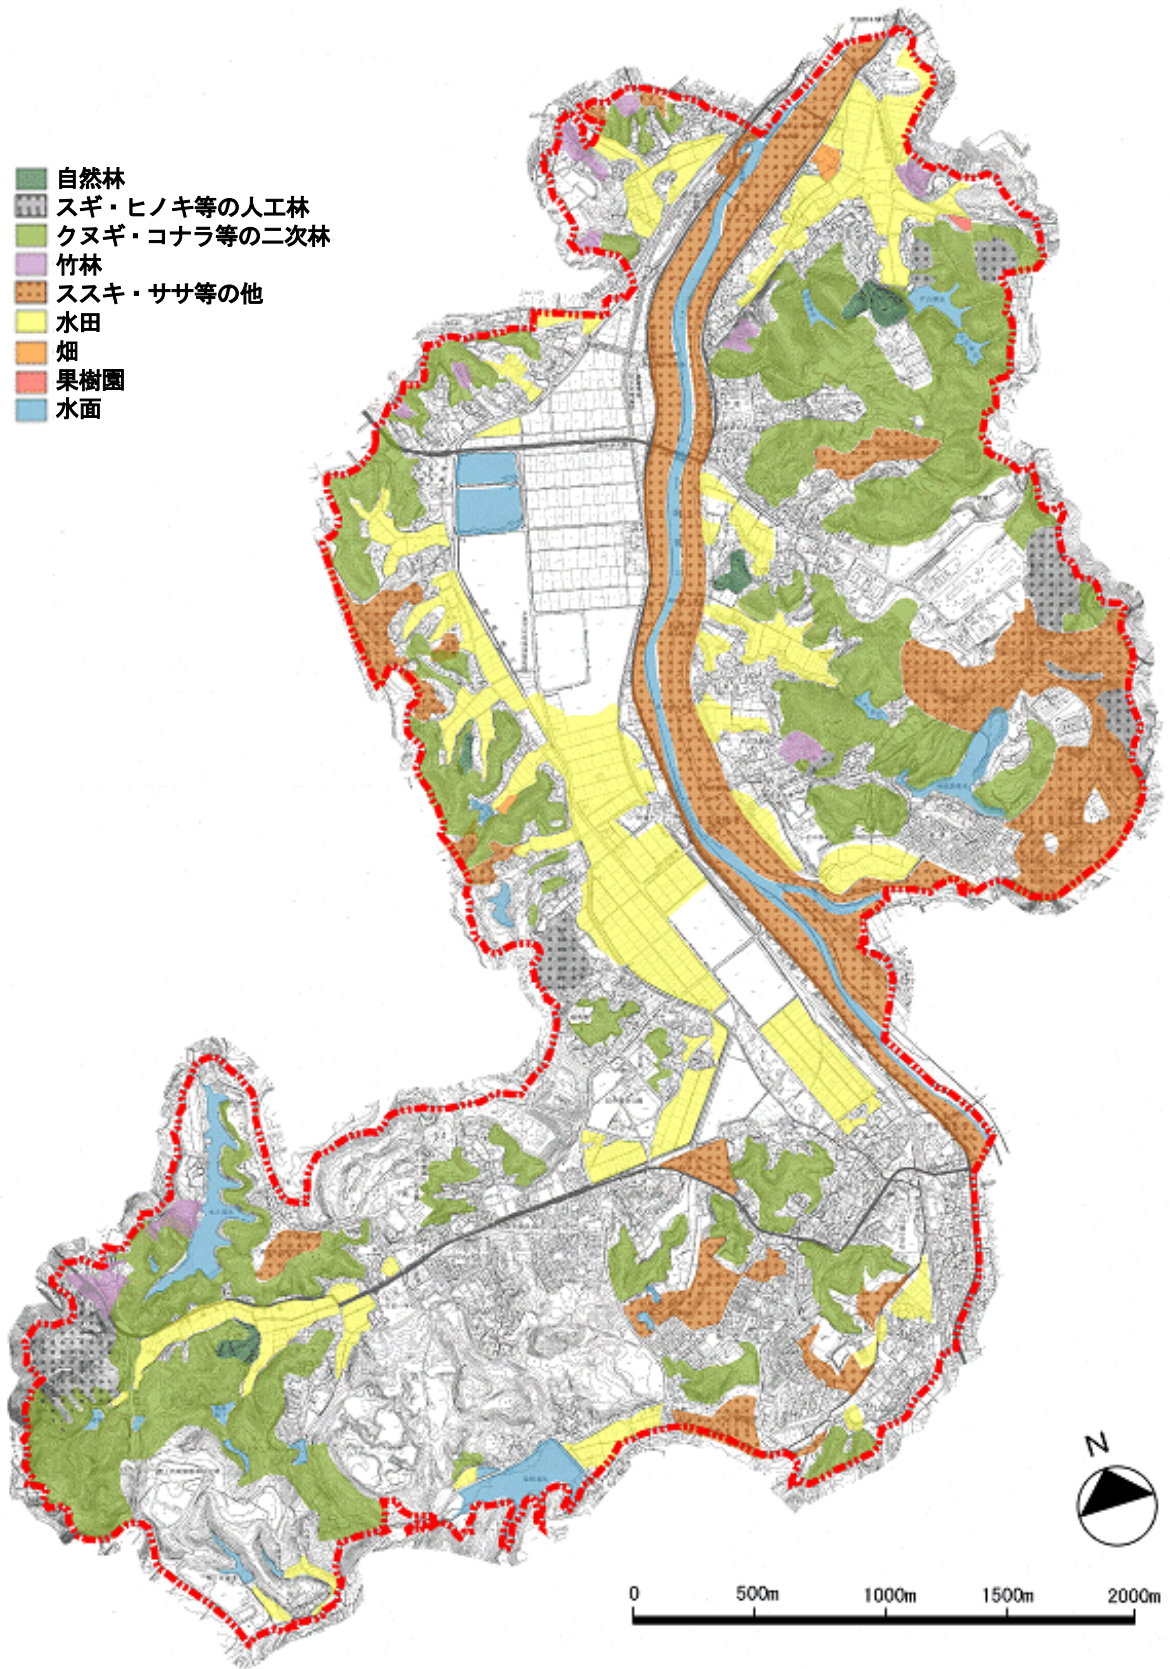 自然林
スギ・ヒノキ等の人工林
クヌギ・コナラ等の二次林
竹林
ススキ・ササ等の他
水田
畑
果樹園
水面
N
0 500m 1000m 1500m 2000m